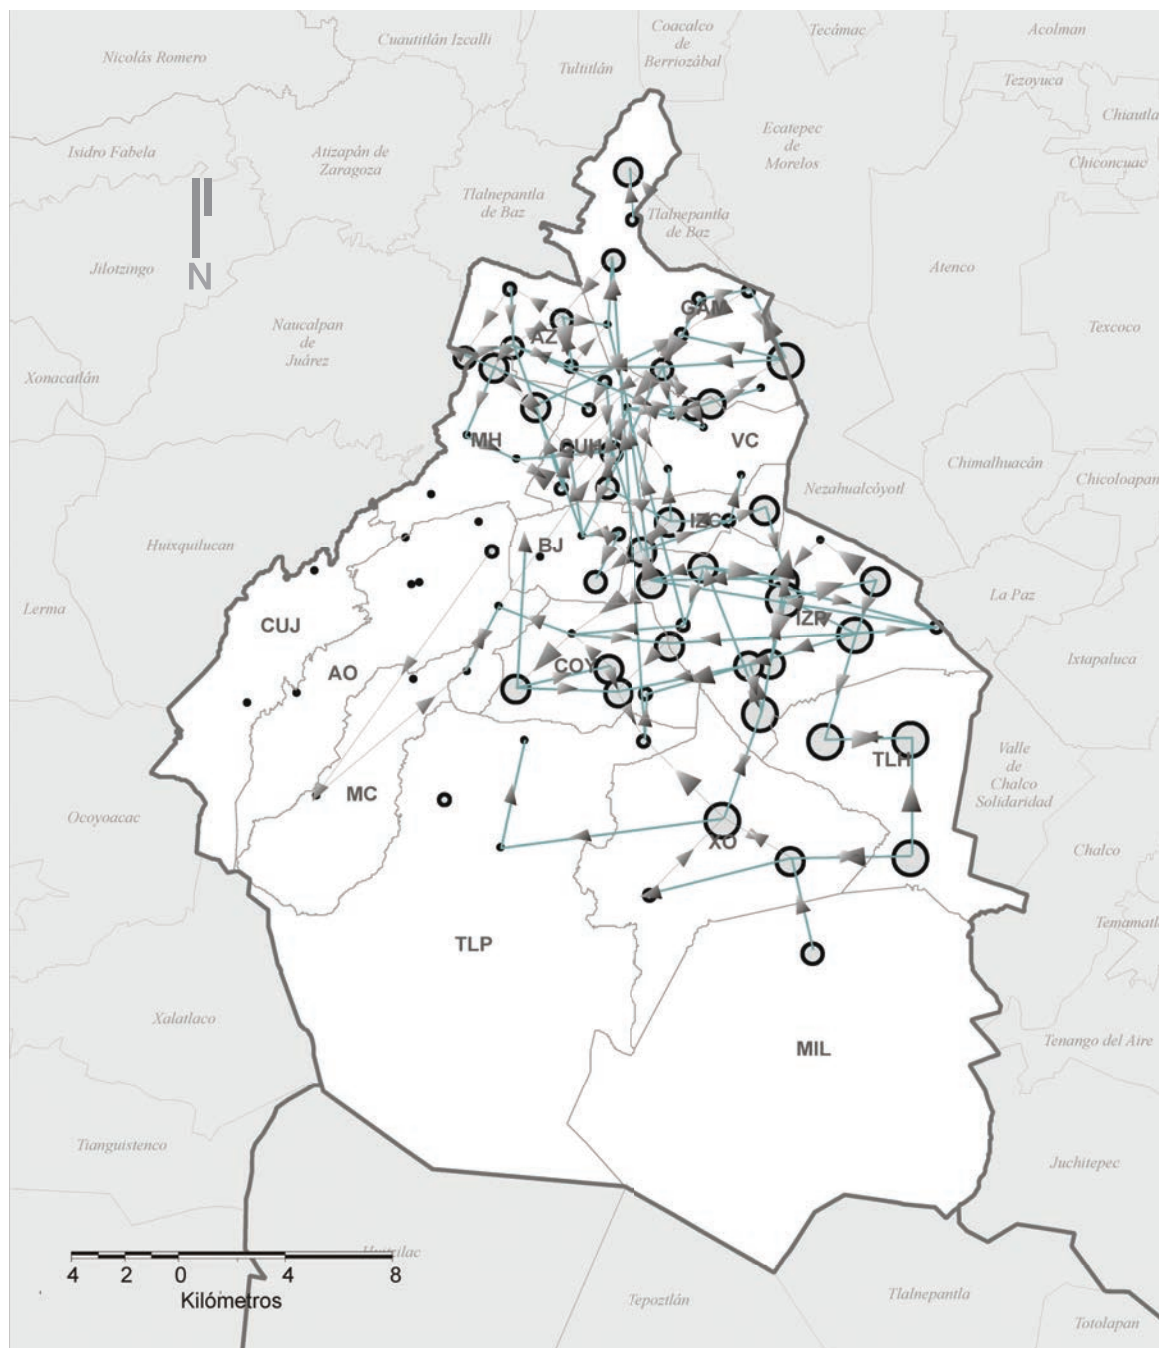 Coacalco
de
Berriozábal
Tecámac
Acolman
Cuautitlán Izcalli
Nicolás Romero
Tultitlán
Tezoyuca
Chiautla
Ecatepec
de
Morelos
Isidro Fabela
Atizapán de
Zaragoza
Chiconcuac
Tlalnepantla
de Baz
Tlalnepantla
de Baz
N
Jilotzingo
Atenco
GAM
Naucalpan
de
Juárez
AZ
Texcoco
Xonacatlán
MH
CUH
VC
Chimalhuacán
Chicoloapan
Nezahualcóyotl
IZC
Huixquilucan
BJ
La Paz
Lerma
IZP
CUJ
COY
Ixtapaluca
AO
Valle
de
Chalco
Solidaridad
TLH
MC
Ocoyoacac
XO
Chalco
Temamatla
TLP
Xalatlaco
MIL
Tenango del Aire
Tianguistenco
Juchitepec
Huitzilac
4 2 0 4 8
Kilómetros
Tepoztlán
Tlalnepantla
Totolapan